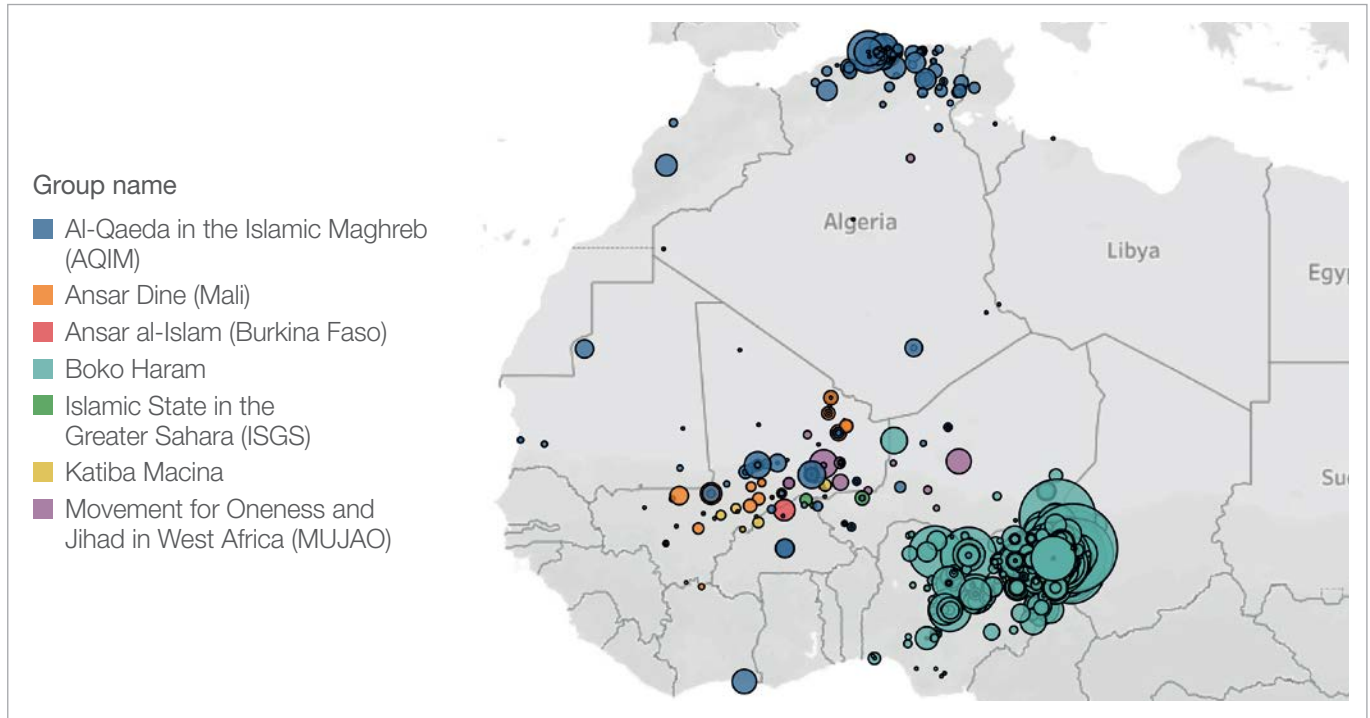 Group name
Al-Qaeda in the Islamic Maghreb
(AQIM)
Ansar Dine (Mali)
Ansar al-Islam (Burkina Faso)
Boko Haram
Islamic State in the
Greater Sahara (ISGS)
Katiba Macina
Movement for Oneness and
Jihad in West Africa (MUJAO)
Algeria
Libya
Egy
Su